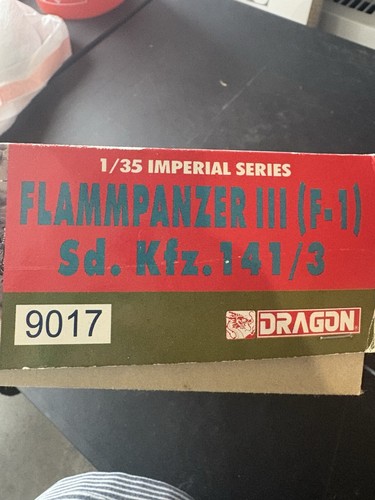 1/35 IMPERIAL SERIES
FLAMMPANZER III (F-1)
Sd. Kfz. 141/3
9017
DRAGON